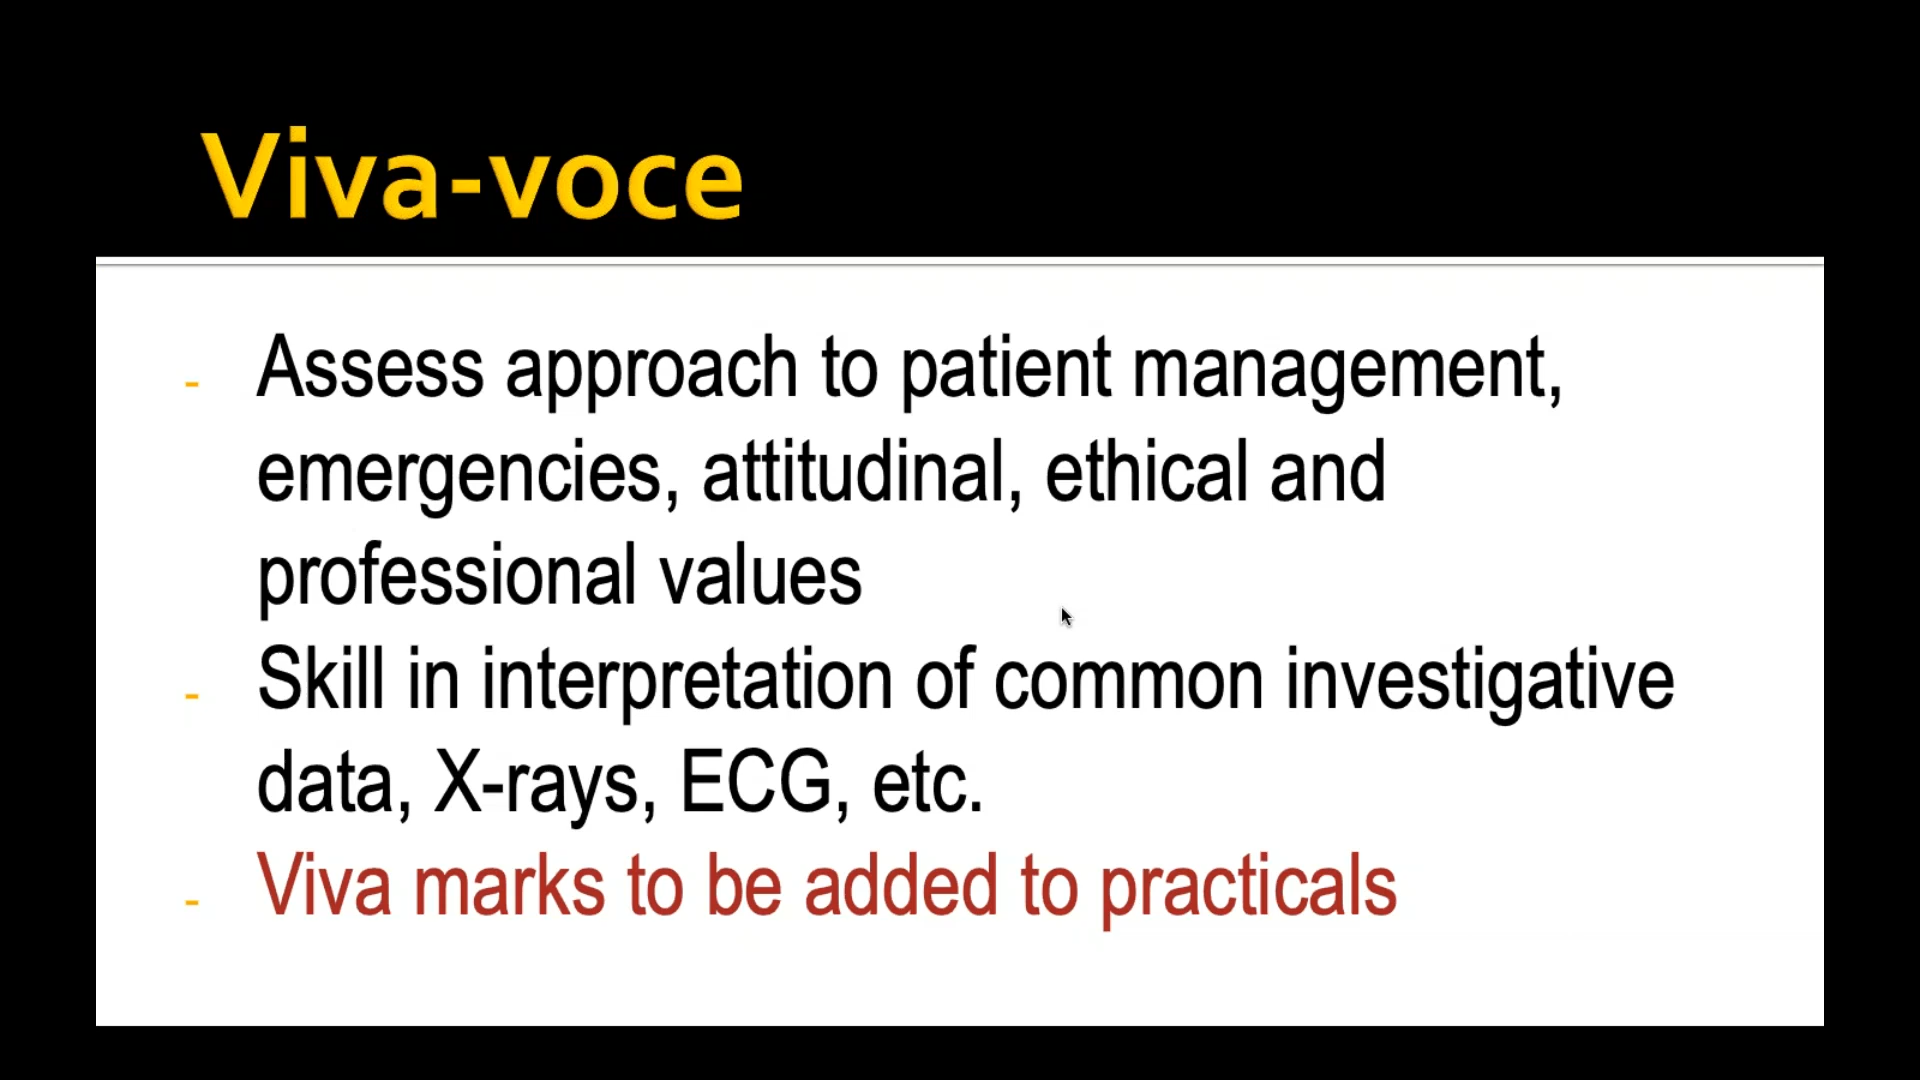 Viva-voce
- Assess approach to patient management,
emergencies, attitudinal, ethical and
professional values
- Skill in interpretation of common investigative
data, X-rays, ECG, etc.
- Viva marks to be added to practicals